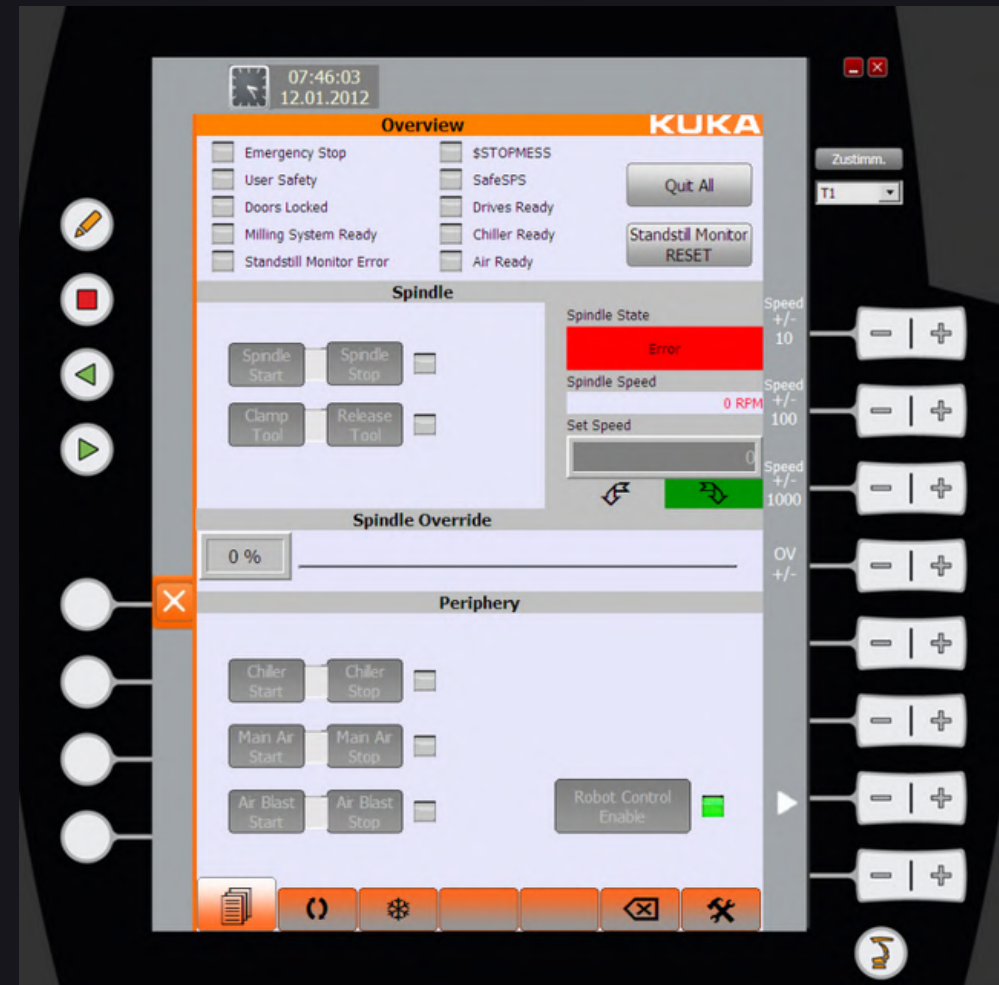 07:46:03
12.01.2012
Overview
KUKA
Emergency Stop
$STOPMESS
User Safety
SafeSPS
Quit All
Doors Locked
Drives Ready
Milling System Ready
Chiller Ready
Standstill Monitor
RESET
Standstill Monitor Error
Air Ready
Zustimm.
T1
Spindle
Spindle
Start
Spindle
Stop
Clamp
Tool
Release
Tool
Spindle State
Error
Spindle Speed
0 RPM
Set Speed
0
Speed
+/-
10
Speed
+/-
100
Speed
+/-
1000
Spindle Override
0 %
OV
+/-
Periphery
Chiller
Start
Chiller
Stop
Main Air
Start
Main Air
Stop
Air Blast
Start
Air Blast
Stop
Robot Control
Enable